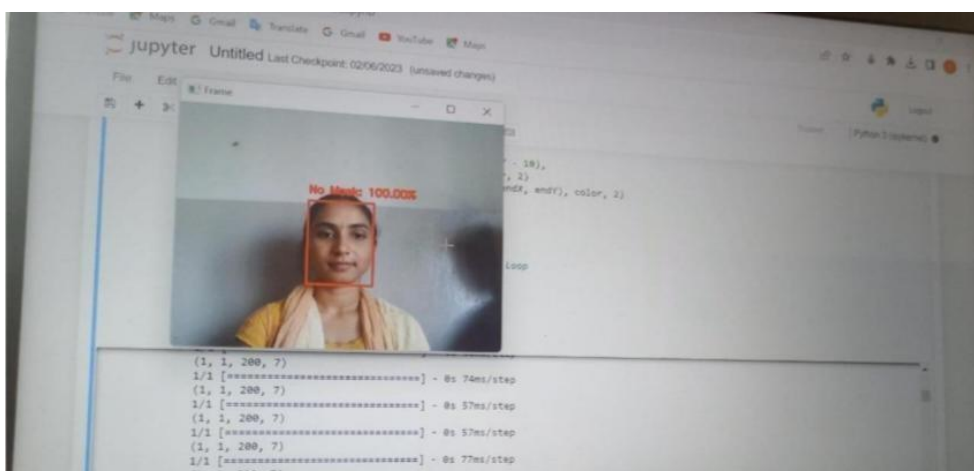 Maps Gmail Translate Gmail YouTube Maps
Jupyter Untitled Last Checkpoint: 02/06/2023 (unsaved changes)
File Edit
Logout
Frame
Python 3 (ipykernel)
- 10),
, 2)
endX, endY), color, 2)
No Mask: 100.00%
Loop
(1, 1, 200, 7)
1/1 [==============================] - 0s 74ms/step
(1, 1, 200, 7)
1/1 [==============================] - 0s 57ms/step
(1, 1, 200, 7)
1/1 [==============================] - 0s 57ms/step
(1, 1, 200, 7)
1/1 [==============================] - 0s 77ms/step